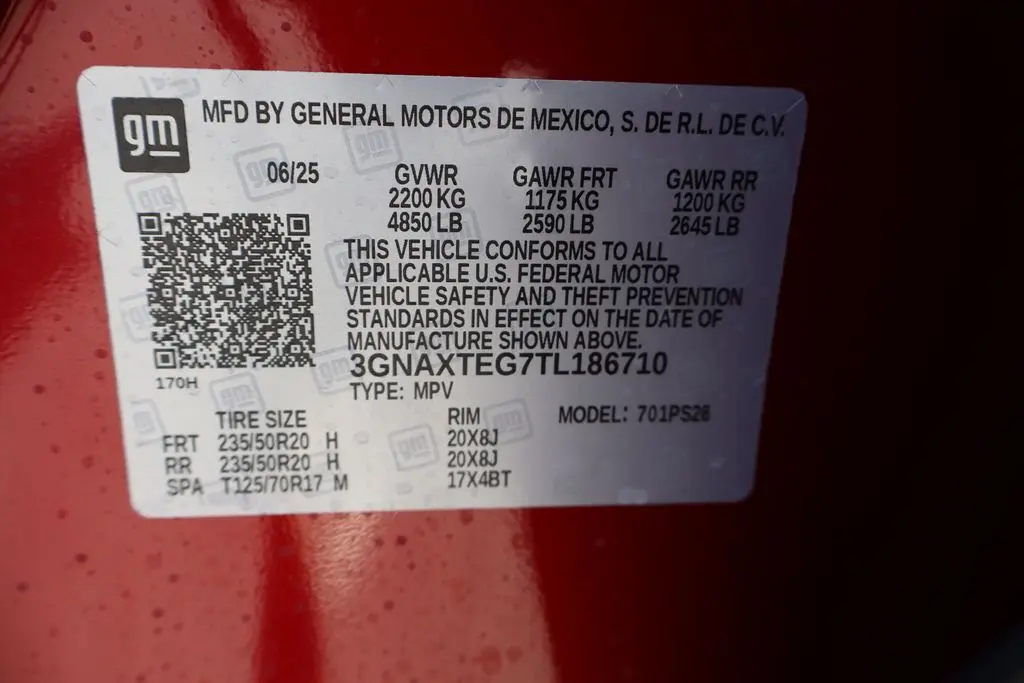 gm MFD BY GENERAL MOTORS DE MEXICO, S. DE R.L. DE C.V.
06/25 GVWR GAWR FRT GAWR RR
2200 KG 1175 KG 1200 KG
4850 LB 2590 LB 2645 LB
THIS VEHICLE CONFORMS TO ALL
APPLICABLE U.S. FEDERAL MOTOR
VEHICLE SAFETY AND THEFT PREVENTION
STANDARDS IN EFFECT ON THE DATE OF
MANUFACTURE SHOWN ABOVE.
3GNAXTEG7TL186710
170H
TYPE: MPV
TIRE SIZE RIM MODEL: 701PS26
FRT 235/50R20 H 20X8J
RR 235/50R20 H 20X8J
SPA T125/70R17 M 17X4BT